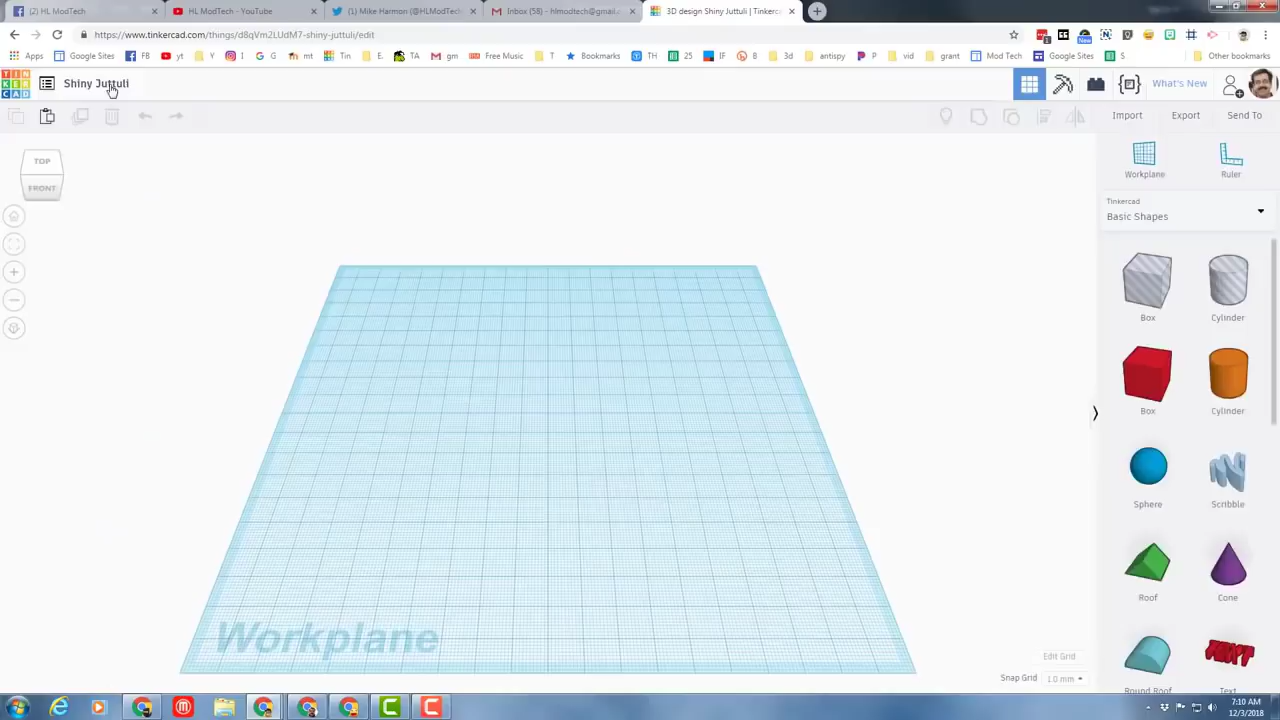 (2) HL ModTech
HL ModTech - YouTube
(1) Mike Harmon (@HLModTech
Inbox (58) - hlmodtech@gmail.c
3D design Shiny Juttuli | Tinkerc
https://www.tinkercad.com/things/d8qVm2LUdM7-shiny-juttuli/edit
Apps
Google Sites
yt
Y
I
G
mt
Tin
FB
TA
gm
Free Music
Bookmarks
T
TH
25
IF
B
3d
antispy
P
vid
grant
Mod Tech
Google Sites
S
Other bookmarks
TIN
KER
CAD
Shiny Juttuli
What's New
Import
Export
Send To
TOP
FRONT
Workplane
Ruler
Tinkercad
Basic Shapes
Box
Cylinder
Box
Cylinder
Sphere
Scribble
Roof
Cone
TEXT
Round Roof
Text
Workplane
Edit Grid
Snap Grid
1.0 mm
7:10 AM
12/3/2018